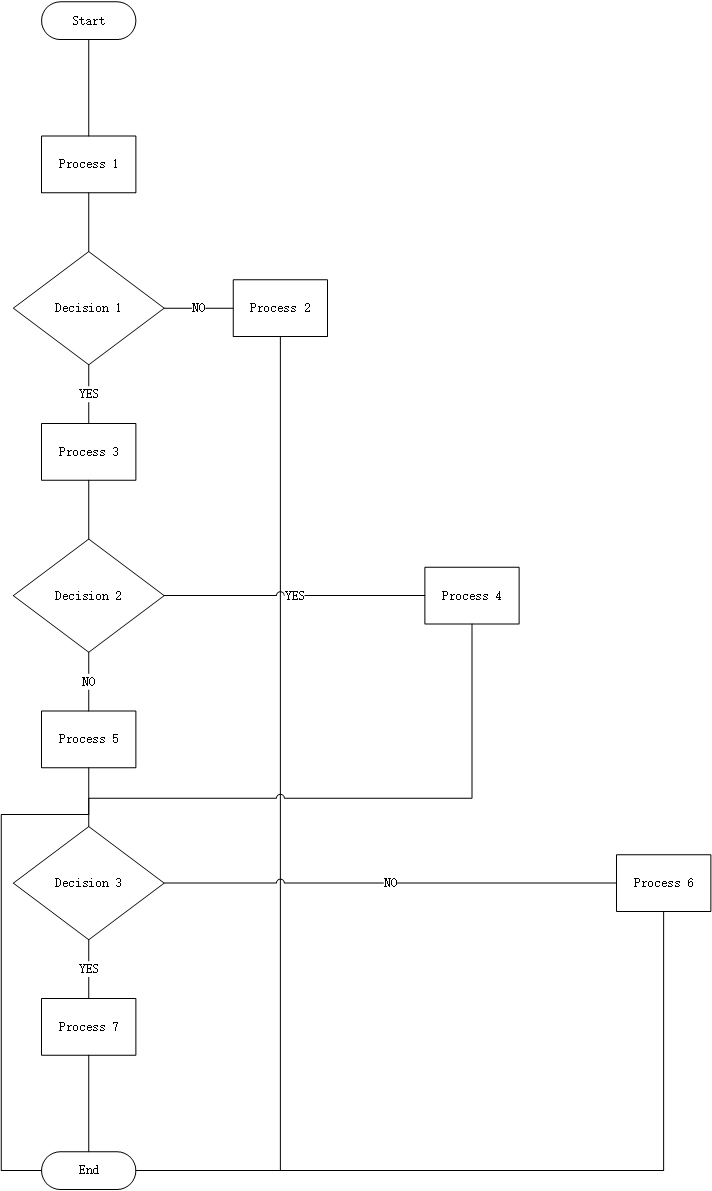 Start
Process 1
Decision 1
NO
Process 2
YES
Process 3
Decision 2
YES
Process 4
NO
Process 5
Decision 3
NO
Process 6
YES
Process 7
End